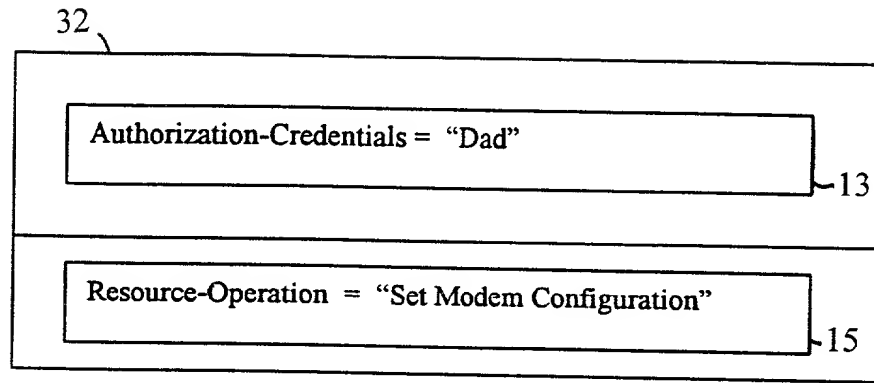 32
Authorization-Credentials = “Dad”
13
Resource-Operation = “Set Modem Configuration”
15